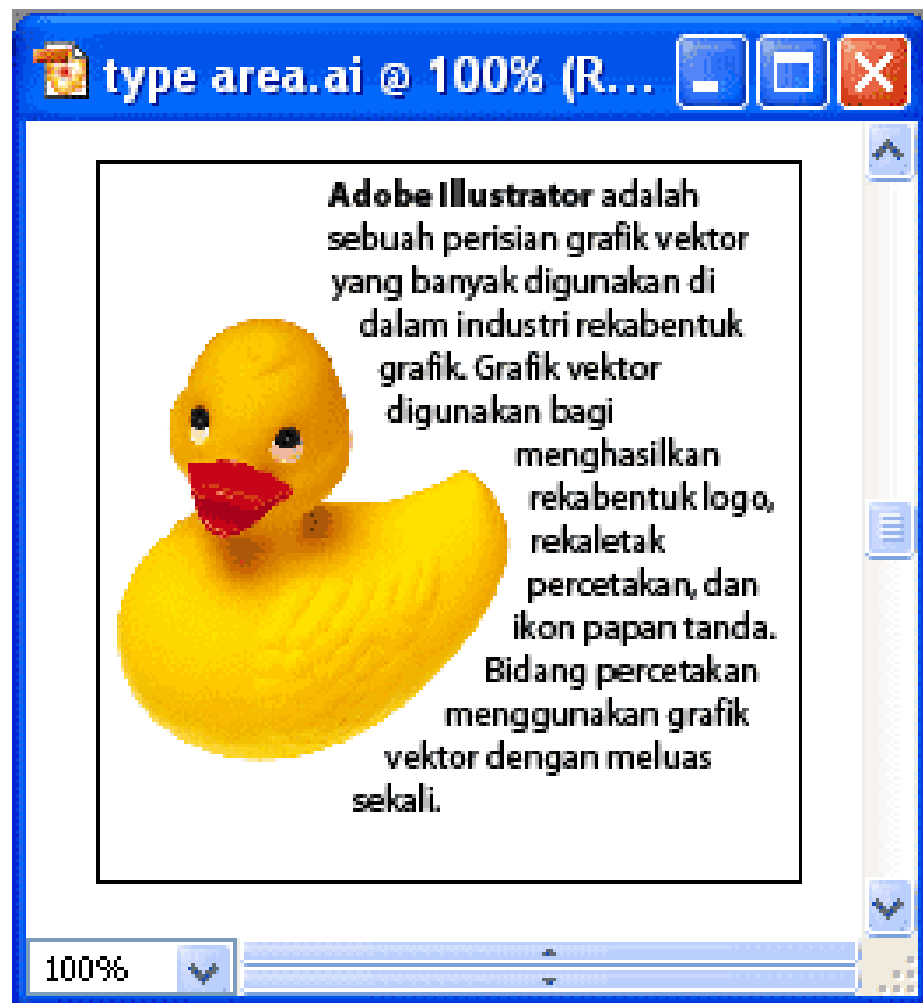 type area.ai @ 100% (R...
Adobe Illustrator adalah
sebuah perisian grafik vektor
yang banyak digunakan di
dalam industri rekabentuk
grafik. Grafik vektor
digunakan bagi
menghasilkan
rekabentuk logo,
rekaletak
percetakan, dan
ikon papan tanda.
Bidang percetakan
menggunakan grafik
vektor dengan meluas
sekali.
100%